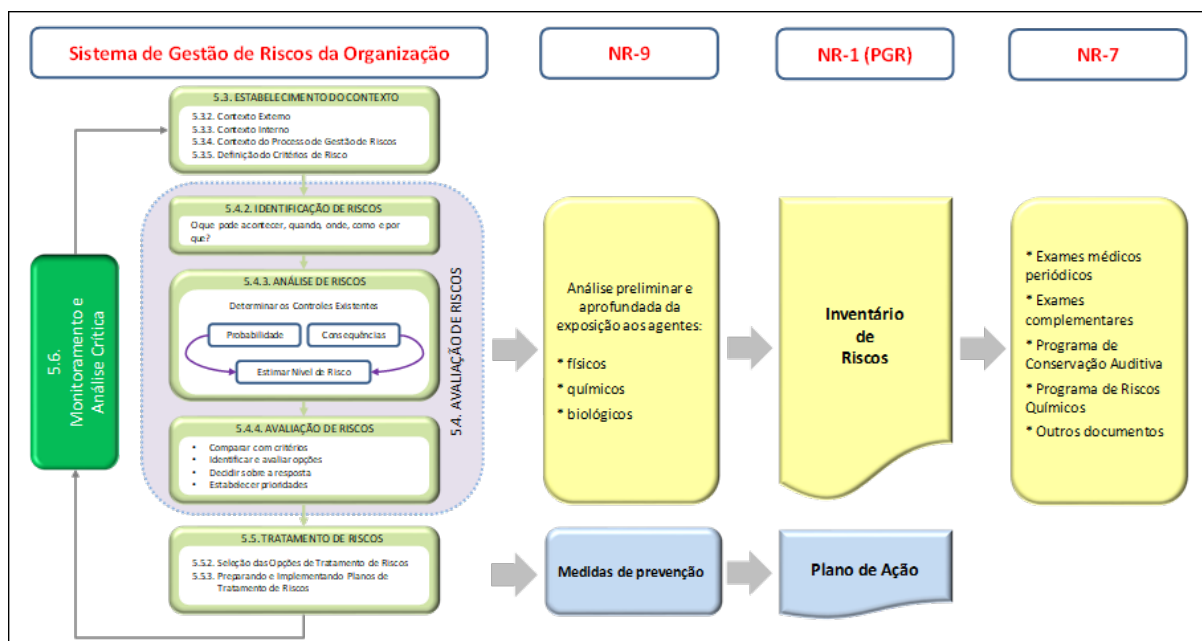 Sistema de Gestão de Riscos da Organização
NR-9
NR-1 (PGR)
NR-7
5.3. ESTABELECIMENTO DO CONTEXTO
5.3.2. Contexto Externo
5.3.3. Contexto Interno
5.3.4. Contexto do Processo de Gestão de Riscos
5.3.5. Definição do Critérios de Risco
5.4.2. IDENTIFICAÇÃO DE RISCOS
O que pode acontecer, quando, onde, como e por
que?
5.4.3. ANÁLISE DE RISCOS
Determinar os Controles Existentes
Probabilidade
Consequências
Estimar Nível de Risco
5.4.4. AVALIAÇÃO DE RISCOS
• Comparar com critérios
• Identificar e avaliar opções
• Decidir sobre a resposta
• Estabelecer prioridades
5.4. AVALIAÇÃO DE RISCOS
5.5. TRATAMENTO DE RISCOS
5.5.2. Seleção das Opções de Tratamento de Riscos
5.5.3. Preparando e Implementando Planos de
Tratamento de Riscos
5.6.
Monitoramento e
Análise Crítica
Análise preliminar e
aprofundada da
exposição aos agentes:
* físicos
* químicos
* biológicos
Medidas de prevenção
Inventário
de
Riscos
Plano de Ação
* Exames médicos
periódicos
* Exames
complementares
* Programa de
Conservação Auditiva
* Programa de Riscos
Químicos
* Outros documentos